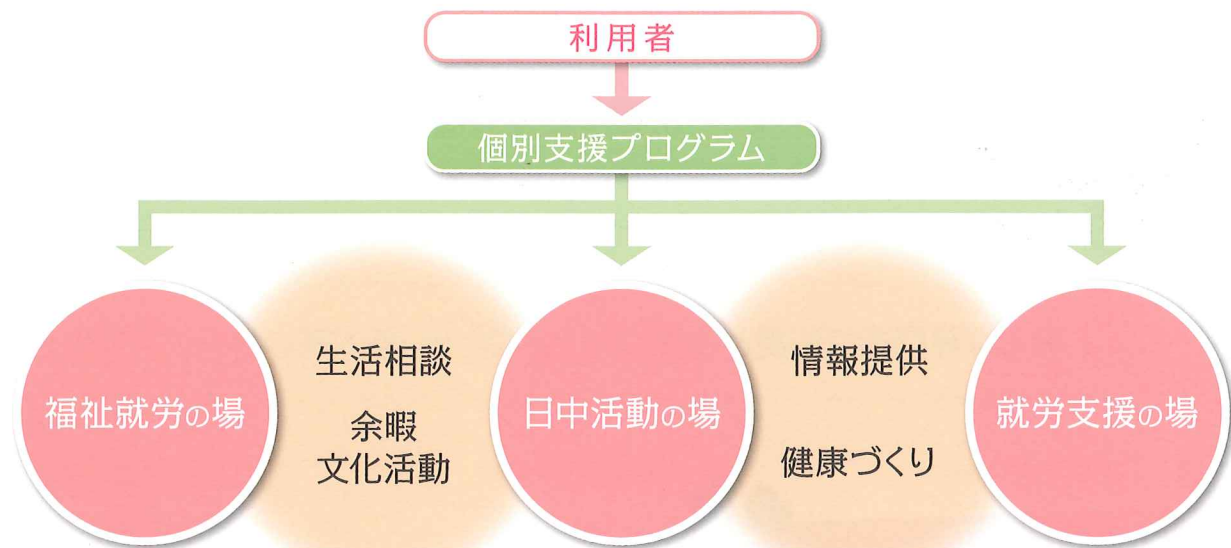 利用者
個別支援プログラム
福祉就労の場
生活相談
余暇
文化活動
日中活動の場
情報提供
健康づくり
就労支援の場